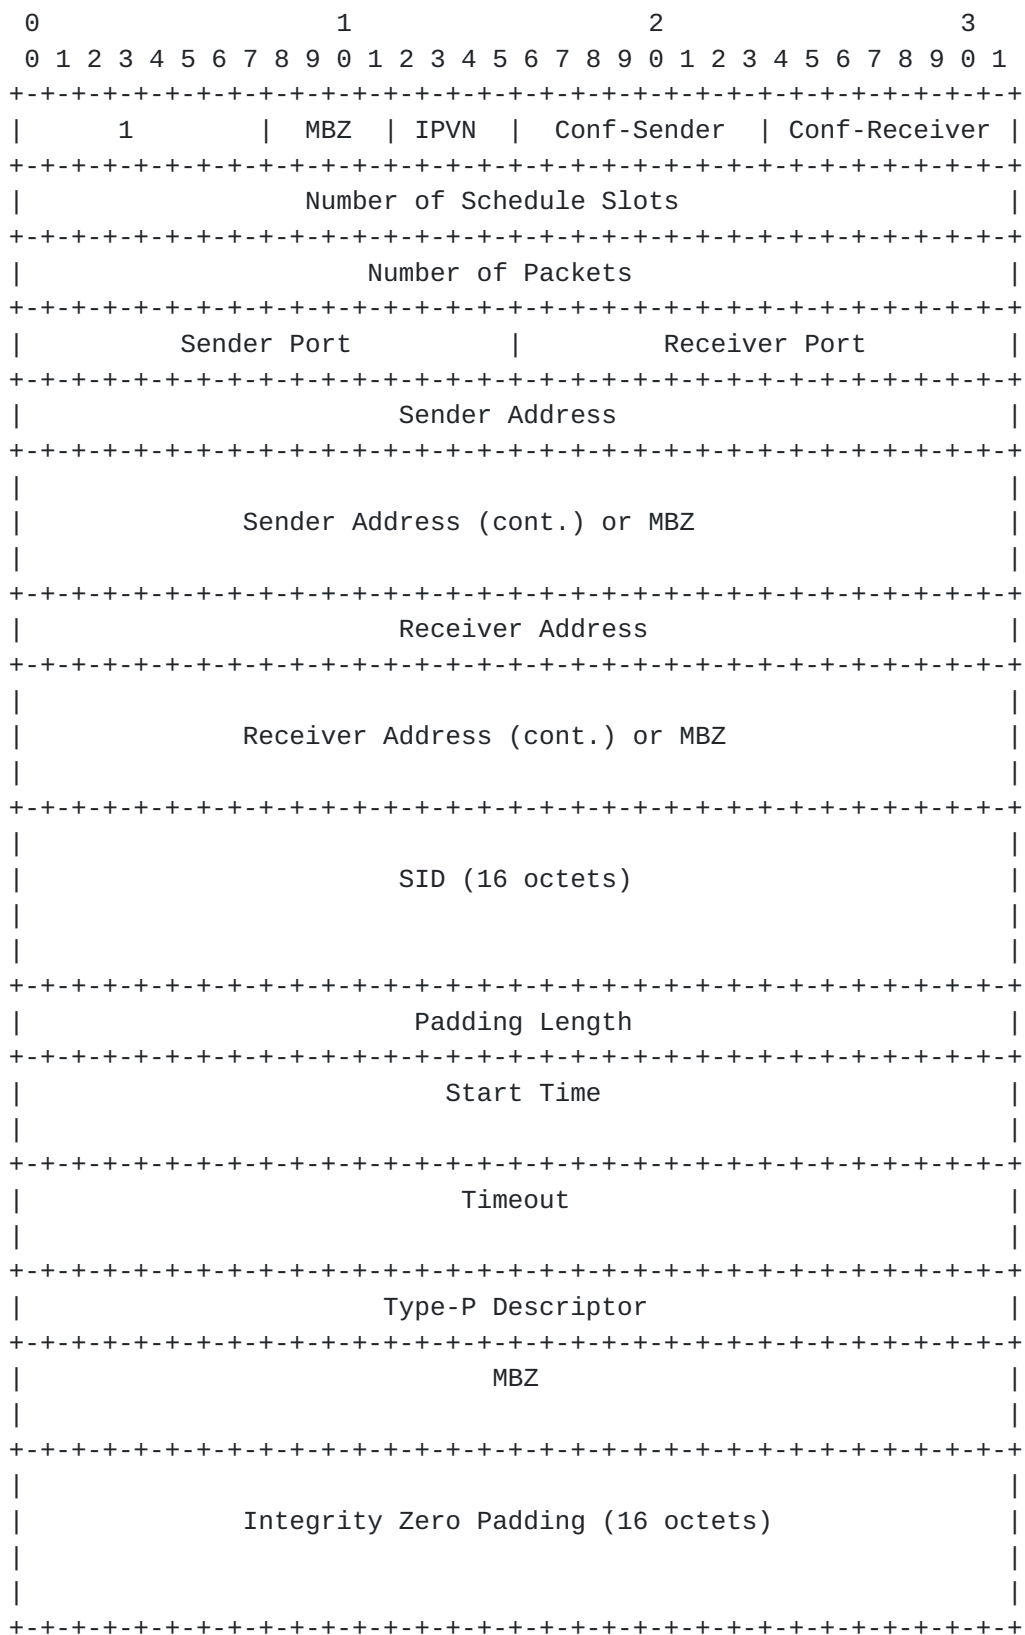 0                   1                   2                   3
 0 1 2 3 4 5 6 7 8 9 0 1 2 3 4 5 6 7 8 9 0 1 2 3 4 5 6 7 8 9 0 1
+-+-+-+-+-+-+-+-+-+-+-+-+-+-+-+-+-+-+-+-+-+-+-+-+-+-+-+-+-+-+-+-+
|      1        |  MBZ  | IPVN  |  Conf-Sender  | Conf-Receiver |
+-+-+-+-+-+-+-+-+-+-+-+-+-+-+-+-+-+-+-+-+-+-+-+-+-+-+-+-+-+-+-+-+
|                  Number of Schedule Slots                     |
+-+-+-+-+-+-+-+-+-+-+-+-+-+-+-+-+-+-+-+-+-+-+-+-+-+-+-+-+-+-+-+-+
|                      Number of Packets                        |
+-+-+-+-+-+-+-+-+-+-+-+-+-+-+-+-+-+-+-+-+-+-+-+-+-+-+-+-+-+-+-+-+
|          Sender Port          |         Receiver Port         |
+-+-+-+-+-+-+-+-+-+-+-+-+-+-+-+-+-+-+-+-+-+-+-+-+-+-+-+-+-+-+-+-+
|                        Sender Address                         |
+-+-+-+-+-+-+-+-+-+-+-+-+-+-+-+-+-+-+-+-+-+-+-+-+-+-+-+-+-+-+-+-+
|                                                               |
|              Sender Address (cont.) or MBZ                    |
|                                                               |
+-+-+-+-+-+-+-+-+-+-+-+-+-+-+-+-+-+-+-+-+-+-+-+-+-+-+-+-+-+-+-+-+
|                        Receiver Address                       |
+-+-+-+-+-+-+-+-+-+-+-+-+-+-+-+-+-+-+-+-+-+-+-+-+-+-+-+-+-+-+-+-+
|                                                               |
|              Receiver Address (cont.) or MBZ                  |
|                                                               |
+-+-+-+-+-+-+-+-+-+-+-+-+-+-+-+-+-+-+-+-+-+-+-+-+-+-+-+-+-+-+-+-+
|                                                               |
|                        SID (16 octets)                        |
|                                                               |
|                                                               |
+-+-+-+-+-+-+-+-+-+-+-+-+-+-+-+-+-+-+-+-+-+-+-+-+-+-+-+-+-+-+-+-+
|                         Padding Length                        |
+-+-+-+-+-+-+-+-+-+-+-+-+-+-+-+-+-+-+-+-+-+-+-+-+-+-+-+-+-+-+-+-+
|                           Start Time                          |
|                                                               |
+-+-+-+-+-+-+-+-+-+-+-+-+-+-+-+-+-+-+-+-+-+-+-+-+-+-+-+-+-+-+-+-+
|                            Timeout                            |
|                                                               |
+-+-+-+-+-+-+-+-+-+-+-+-+-+-+-+-+-+-+-+-+-+-+-+-+-+-+-+-+-+-+-+-+
|                       Type-P Descriptor                       |
+-+-+-+-+-+-+-+-+-+-+-+-+-+-+-+-+-+-+-+-+-+-+-+-+-+-+-+-+-+-+-+-+
|                              MBZ                              |
|                                                               |
+-+-+-+-+-+-+-+-+-+-+-+-+-+-+-+-+-+-+-+-+-+-+-+-+-+-+-+-+-+-+-+-+
|                                                               |
|              Integrity Zero Padding (16 octets)               |
|                                                               |
|                                                               |
+-+-+-+-+-+-+-+-+-+-+-+-+-+-+-+-+-+-+-+-+-+-+-+-+-+-+-+-+-+-+-+-+